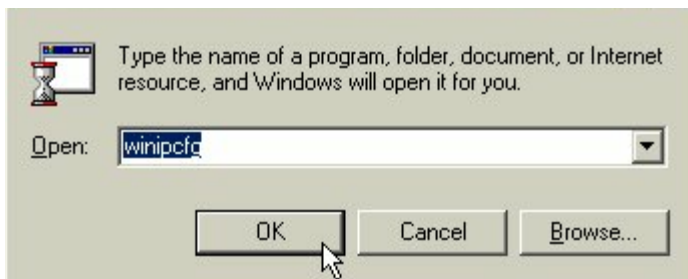 Type the name of a program, folder, document, or Internet
resource, and Windows will open it for you.
Open: winipcfg
OK Cancel Browse...